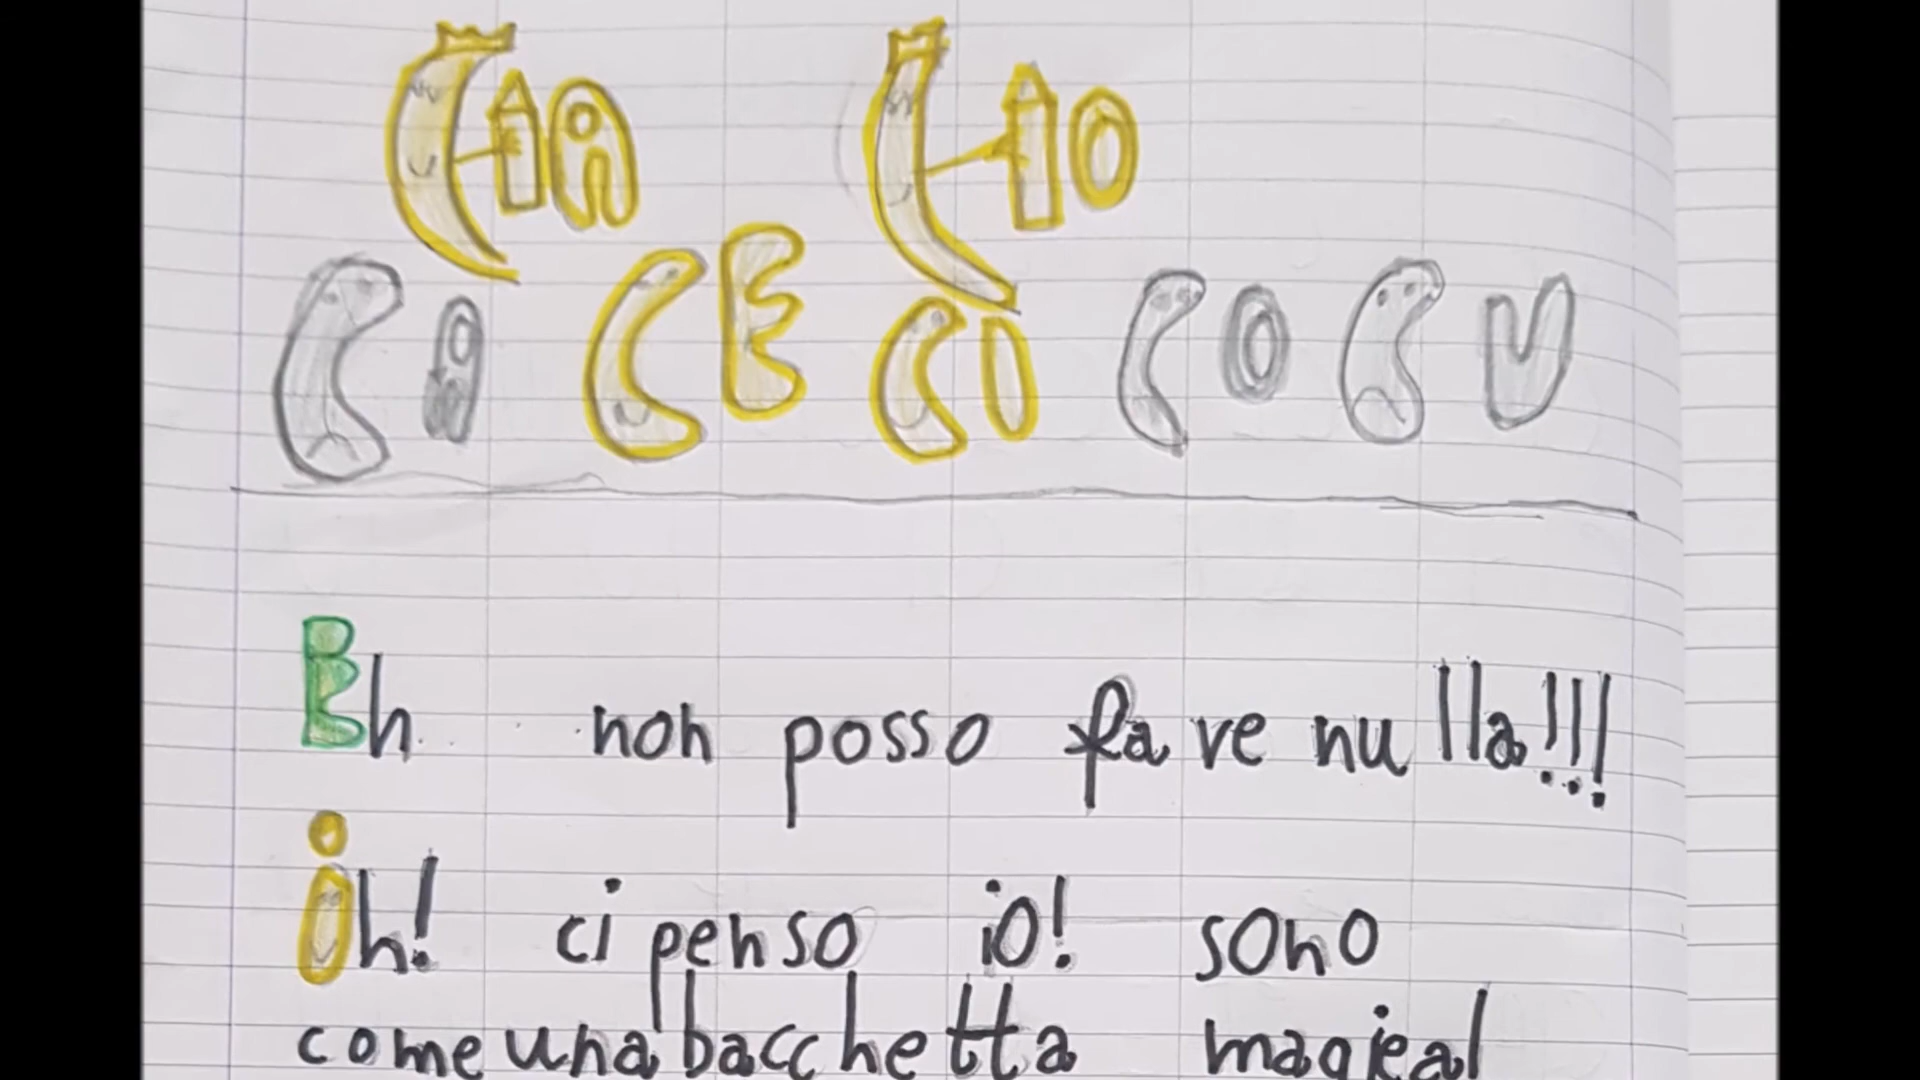 CIA CIO
CA CE CI CO CU
Eh non posso fare nulla!!!
ih! ci penso io! sono
come una bacchetta magica!